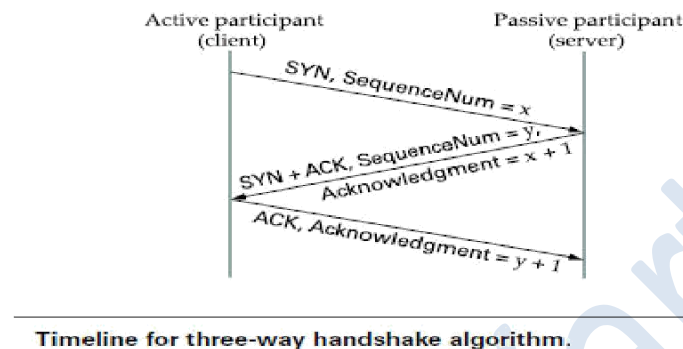 Active participant
(client)
Passive participant
(server)
SYN, SequenceNum = x
SYN + ACK, SequenceNum = y,
Acknowledgment = x + 1
ACK, Acknowledgment = y + 1
Timeline for three-way handshake algorithm.